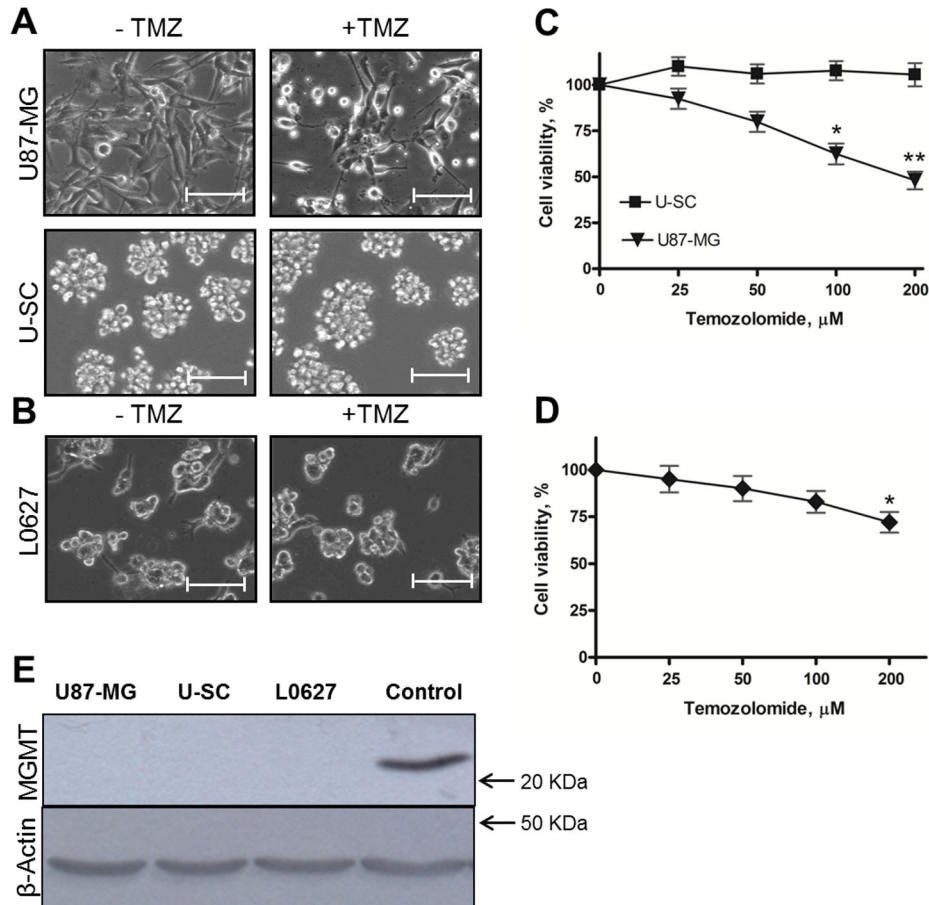 A
- TMZ
+TMZ
U87-MG
U-SC
B
- TMZ
+TMZ
L0627
C
Cell viability, %
100
75
50
25
0
*
**
U-SC
U87-MG
0 25 50 100 200
Temozolomide, μM
D
Cell viability, %
100
75
50
25
0
*
0 25 50 100 200
Temozolomide, μM
E
U87-MG U-SC L0627 Control
MGMT
20 KDa
β-Actin
50 KDa